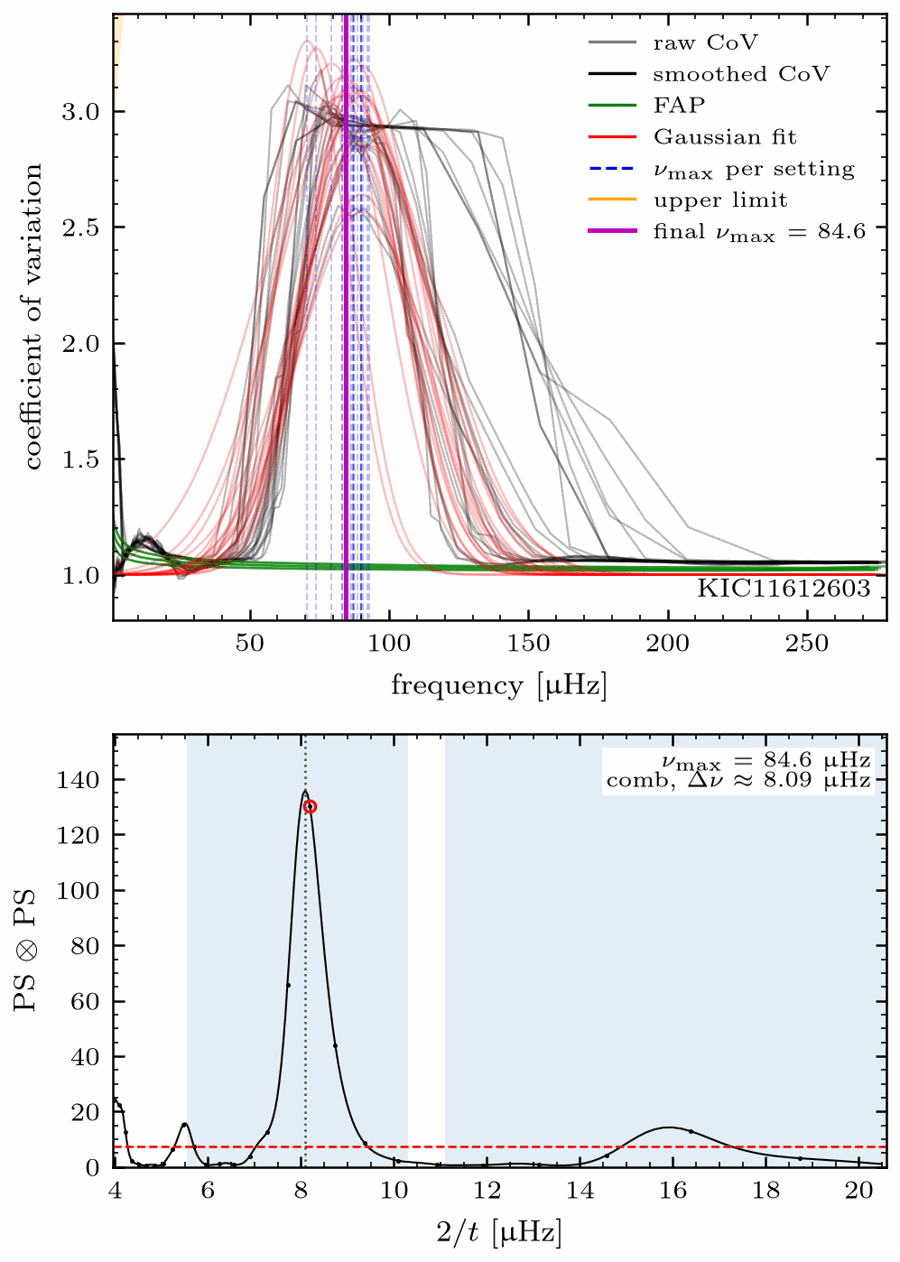 raw CoV
smoothed CoV
FAP
Gaussian fit
ν_max per setting
upper limit
final ν_max = 84.6
coefficient of variation
3.0
2.5
2.0
1.5
1.0
KIC11612603
50 100 150 200 250
frequency [μHz]
ν_max = 84.6 μHz
comb, Δν ≈ 8.09 μHz
PS ⊗ PS
140
120
100
80
60
40
20
0
4 6 8 10 12 14 16 18 20
2/t [μHz]